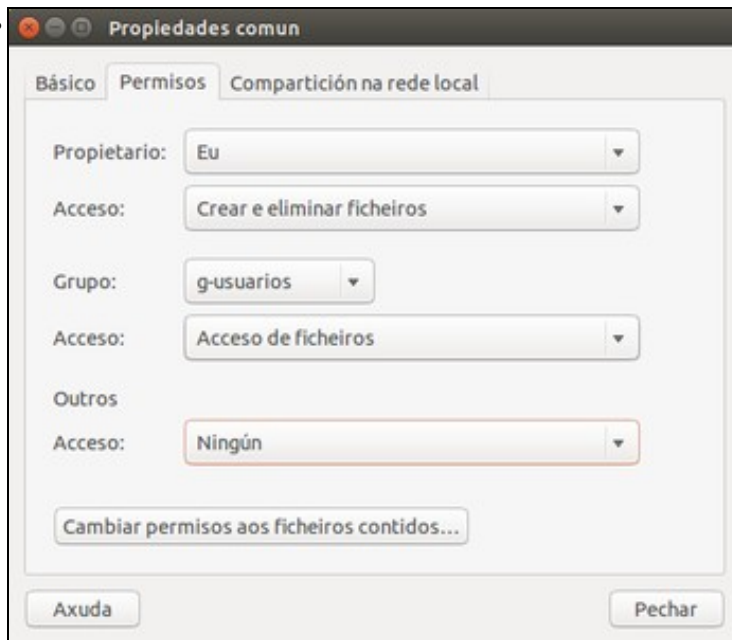 Propiedades comun
Básico Permisos Compartición na rede local
Propietario: Eu
Acceso: Crear e eliminar ficheiros
Grupo: g-usuarios
Acceso: Acceso de ficheiros
Outros
Acceso: Ningún
Cambiar permisos aos ficheiros contidos...
Axuda Pechar